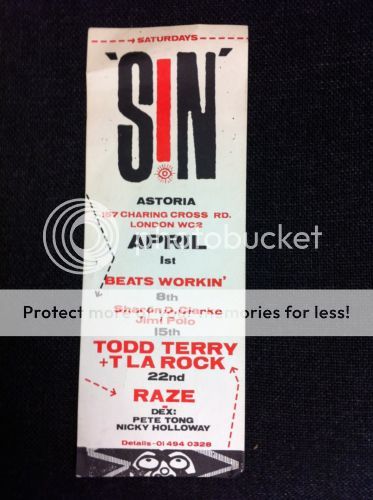 SATURDAYS
'SIN'
ASTORIA
157 CHARING CROSS RD.
LONDON WC2
APRIL
1st
BEATS WORKIN'
8th
Sharon D. Clarke
Jimi Polo
15th
TODD TERRY
+T LA ROCK
22nd
RAZE
DEX:
PETE TONG
NICKY HOLLOWAY
Details - 01 494 0328
photobucket
Protect more of your memories for less!